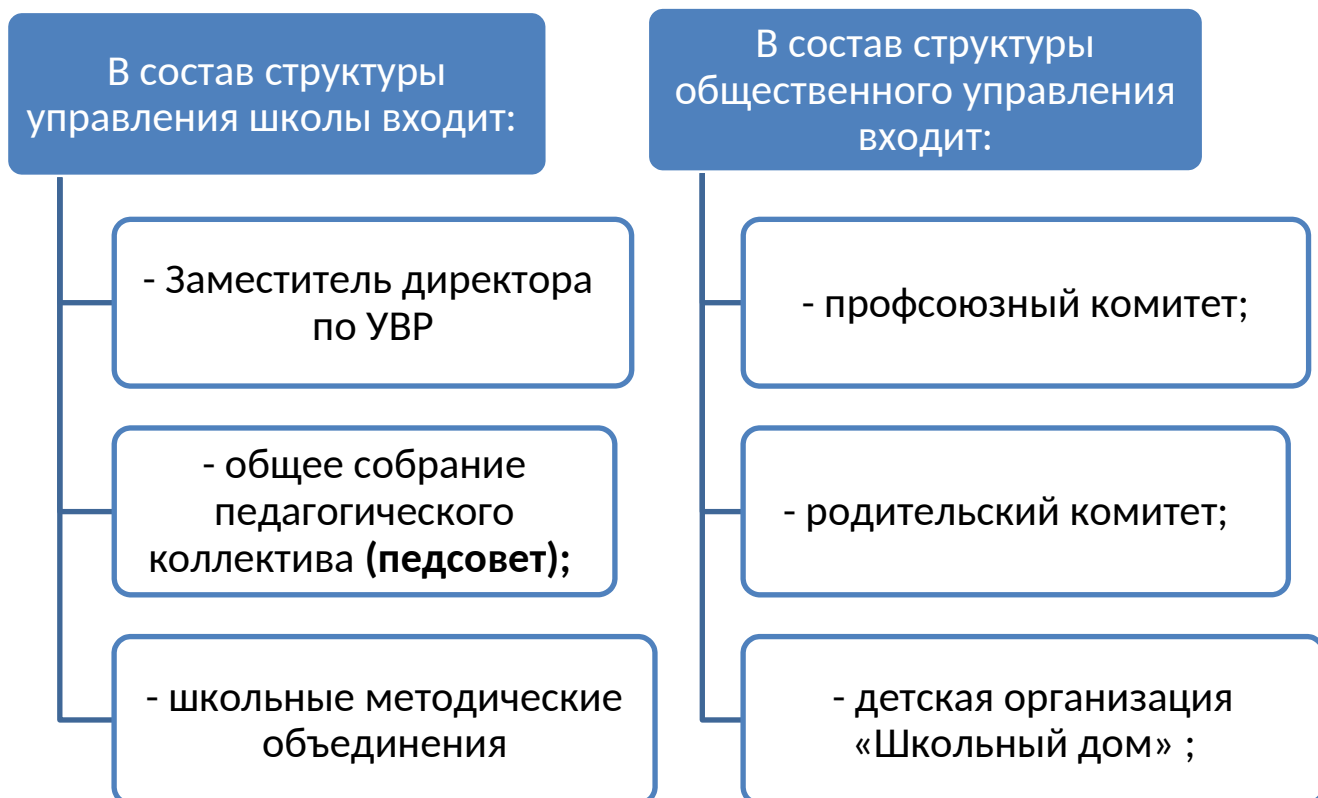 В состав структуры
управления школы входит:
- Заместитель директора
по УВР
- общее собрание
педагогического
коллектива (педсовет);
- школьные методические
объединения
В состав структуры
общественного управления
входит:
- профсоюзный комитет;
- родительский комитет;
- детская организация
«Школьный дом» ;